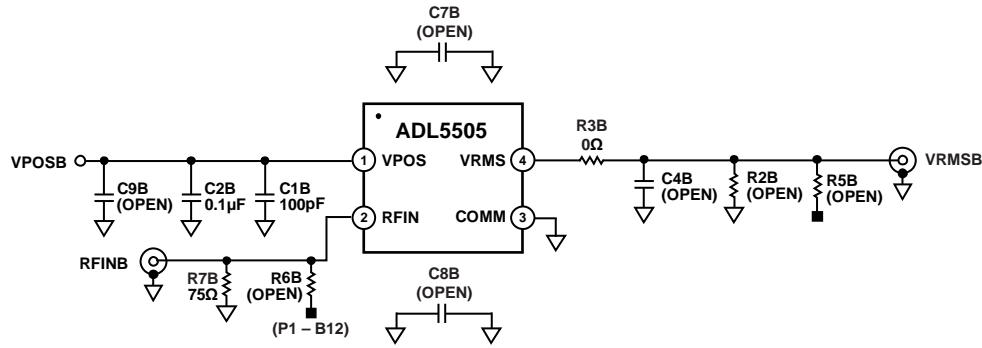 C7B
(OPEN)
ADL5505
VPOSB
1
VPOS
VRMS
4
R3B
0Ω
VRMSB
C9B
(OPEN)
C2B
0.1µF
C1B
100pF
2
RFIN
COMM
3
C4B
(OPEN)
R2B
(OPEN)
R5B
(OPEN)
RFINB
R7B
75Ω
R6B
(OPEN)
(P1 – B12)
C8B
(OPEN)